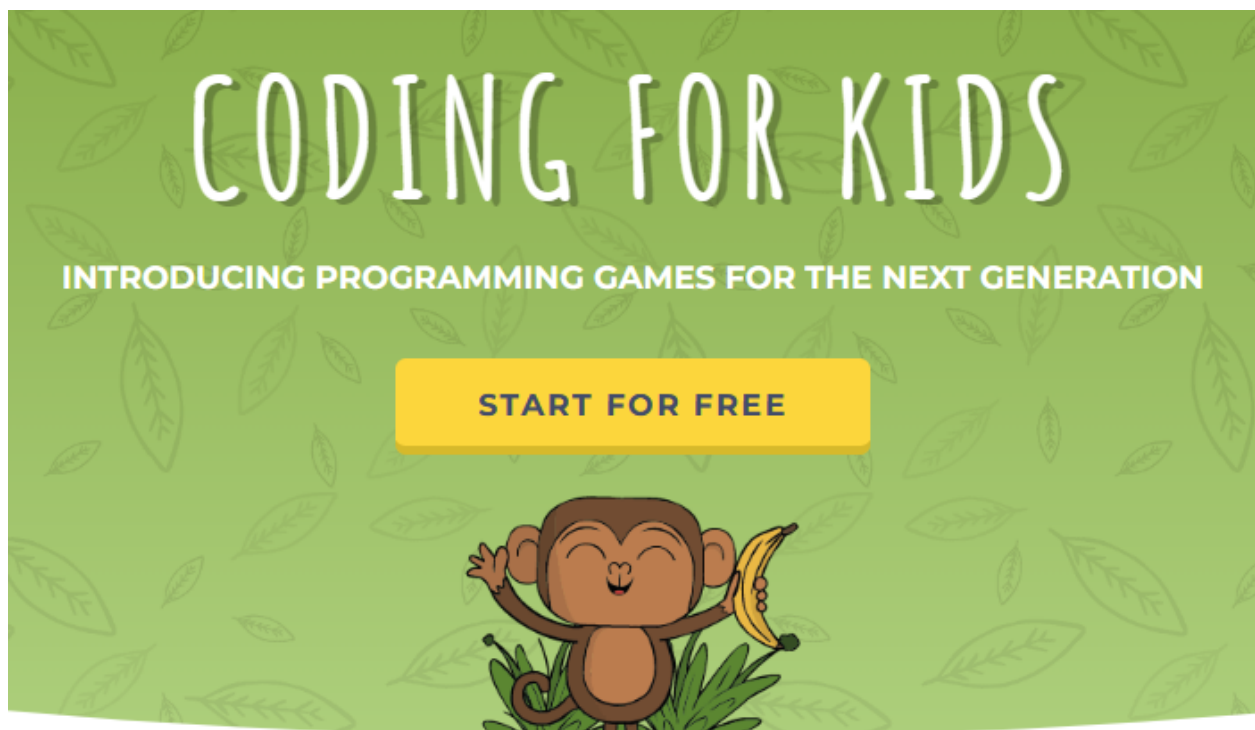 CODING FOR KIDS
INTRODUCING PROGRAMMING GAMES FOR THE NEXT GENERATION
START FOR FREE